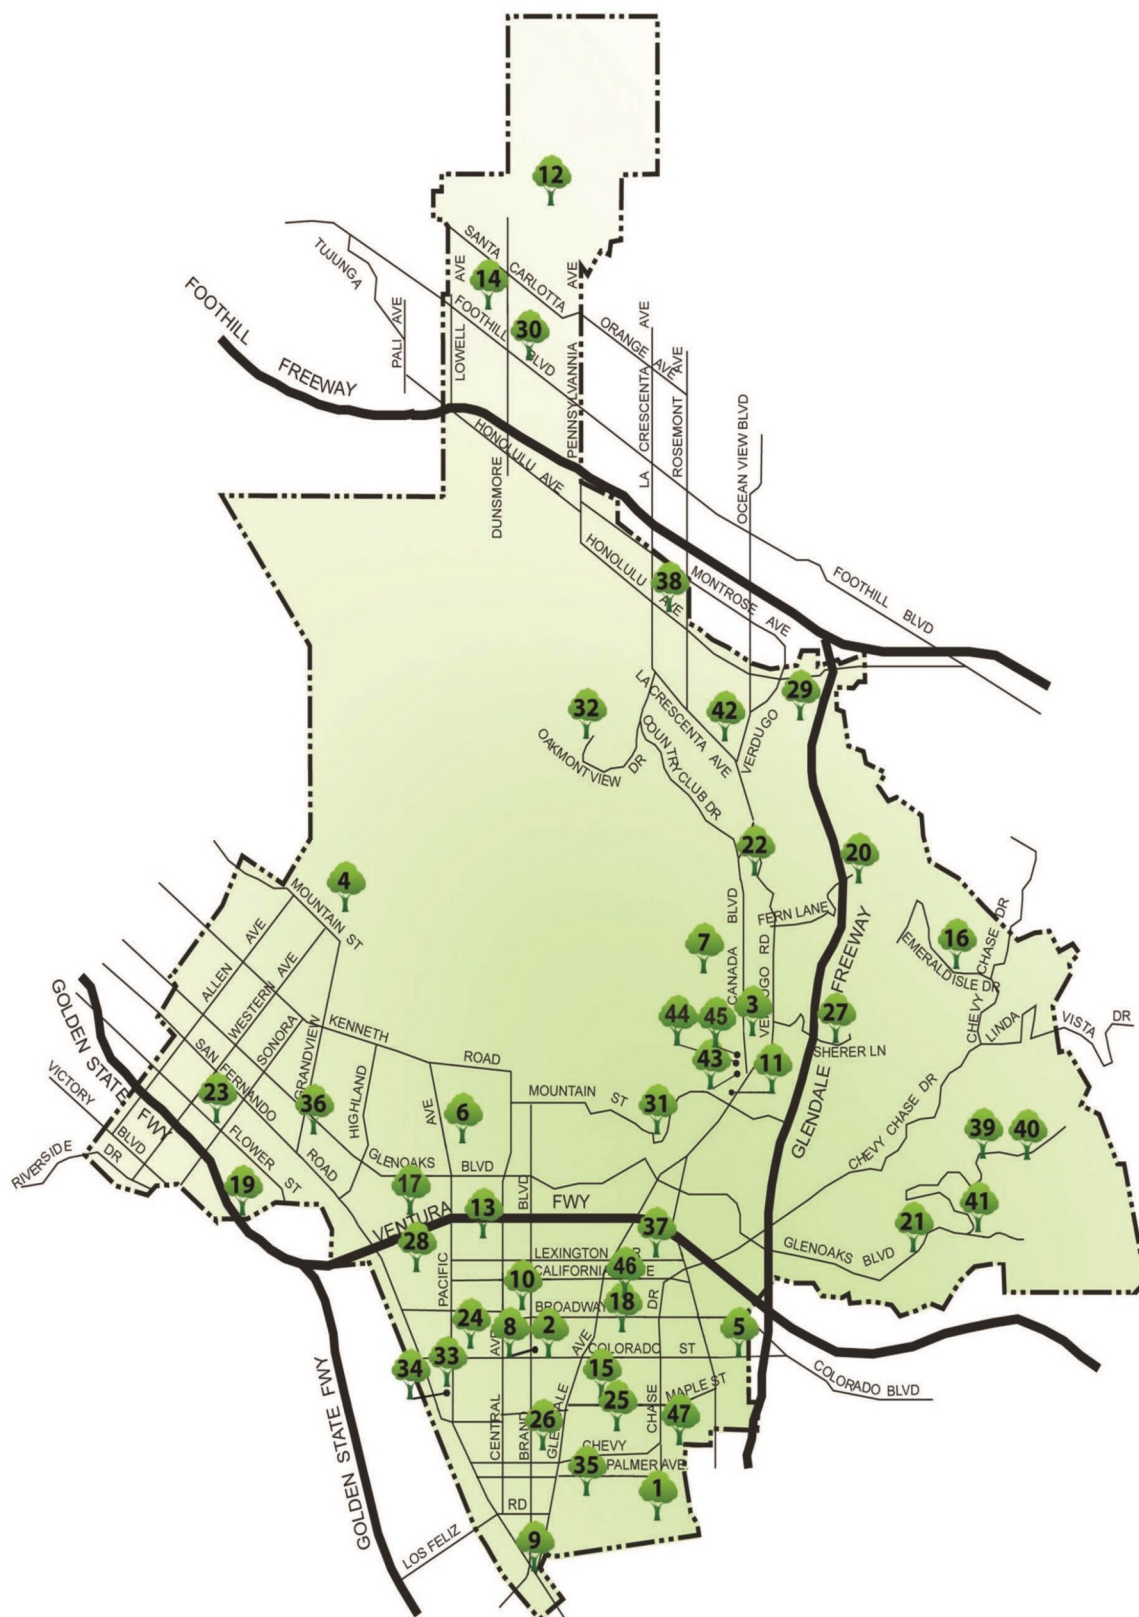 12
SANTA
CARLOTTA
AVE
AVE
TUJUNGA
14
FOOTHILL
BLVD
30
PALI AVE
LOWELL
PENNSYLVANNIA
ORANGE AVE
LA CRESCENTA AVE
ROSEMONT AVE
OCEAN VIEW BLVD
FOOTHILL
FREEWAY
HONOLULU AVE
DUNSMORE
HONOLULU AVE
38
MONTROSE AVE
FOOTHILL BLVD
32
42
29
OAKMONTVIEW DR
LA CRESCENTA AVE
VERDUGO
COUNTRY CLUB DR
22
20
4
MOUNTAIN ST
FERN LANE
CANADA BLVD
7
16
EMERALD ISLE DR
CHEVY CHASE DR
ALLEN AVE
WESTERN AVE
SONORA
GRANDVIEW
KENNETH ROAD
GOLDEN STATE FWY
SAN FERNANDO ROAD
VICTORY BLVD
RIVERSIDE DR
FLOWER ST
HIGHLAND
AVE
44
45
3
RD
27
SHERER LN
LINDA VISTA DR
GLENDALE FREEWAY
43
11
23
36
6
MOUNTAIN ST
31
CHEVY CHASE DR
39
40
19
17
GLENOAKS BLVD
BLVD
13
VENTURA FWY
28
37
41
21
GLENOAKS BLVD
LEXINGTON
CALIFORNIA
46
10
PACIFIC
BROADWAY
18
DR
24
8
2
AVE
AVE
5
COLORADO ST
COLORADO BLVD
34
33
15
MAPLE ST
25
CHASE
47
26
CENTRAL
BRAND
CHEVY
35
PALMER AVE.
1
GOLDEN STATE FWY
LOS FELIZ RD
9